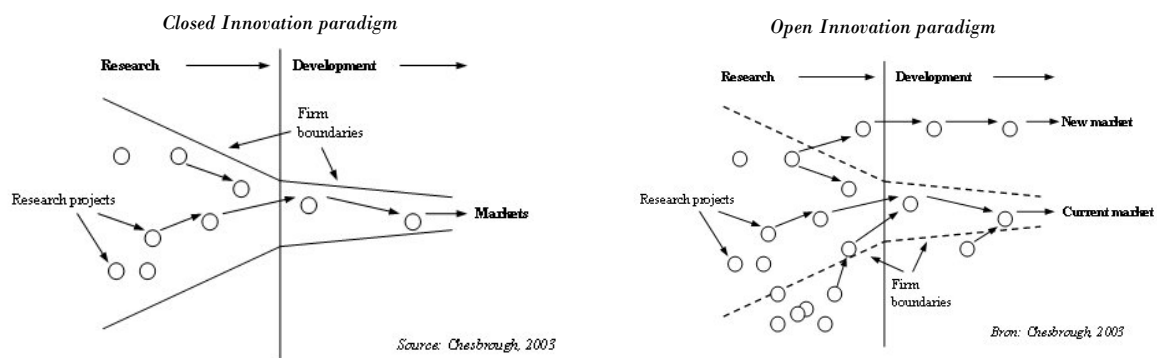 Closed Innovation paradigm
Research
Development
Firm
boundaries
Research projects
Markets
Source: Chesbrough, 2003
Open Innovation paradigm
Research
Development
New market
Research projects
Current market
Firm
boundaries
Bron: Chesbrough, 2003